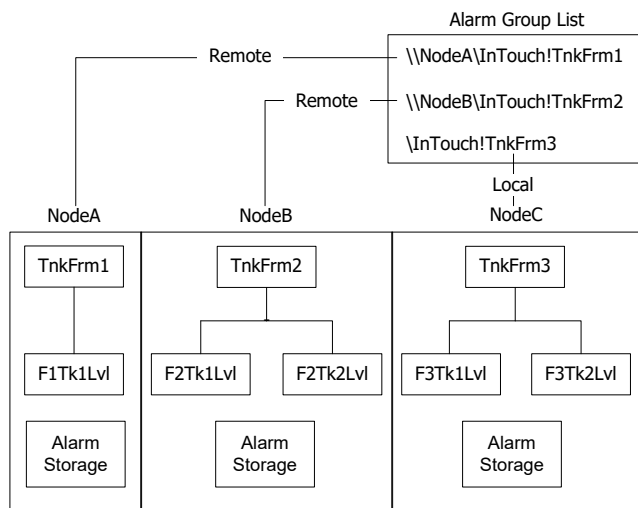 Alarm Group List
Remote
\\NodeA\InTouch!TnkFrm1
Remote
\\NodeB\InTouch!TnkFrm2
\InTouch!TnkFrm3
Local
NodeA
NodeB
NodeC
TnkFrm1
TnkFrm2
TnkFrm3
F1Tk1Lvl
F2Tk1Lvl
F2Tk2Lvl
F3Tk1Lvl
F3Tk2Lvl
Alarm
Storage
Alarm
Storage
Alarm
Storage